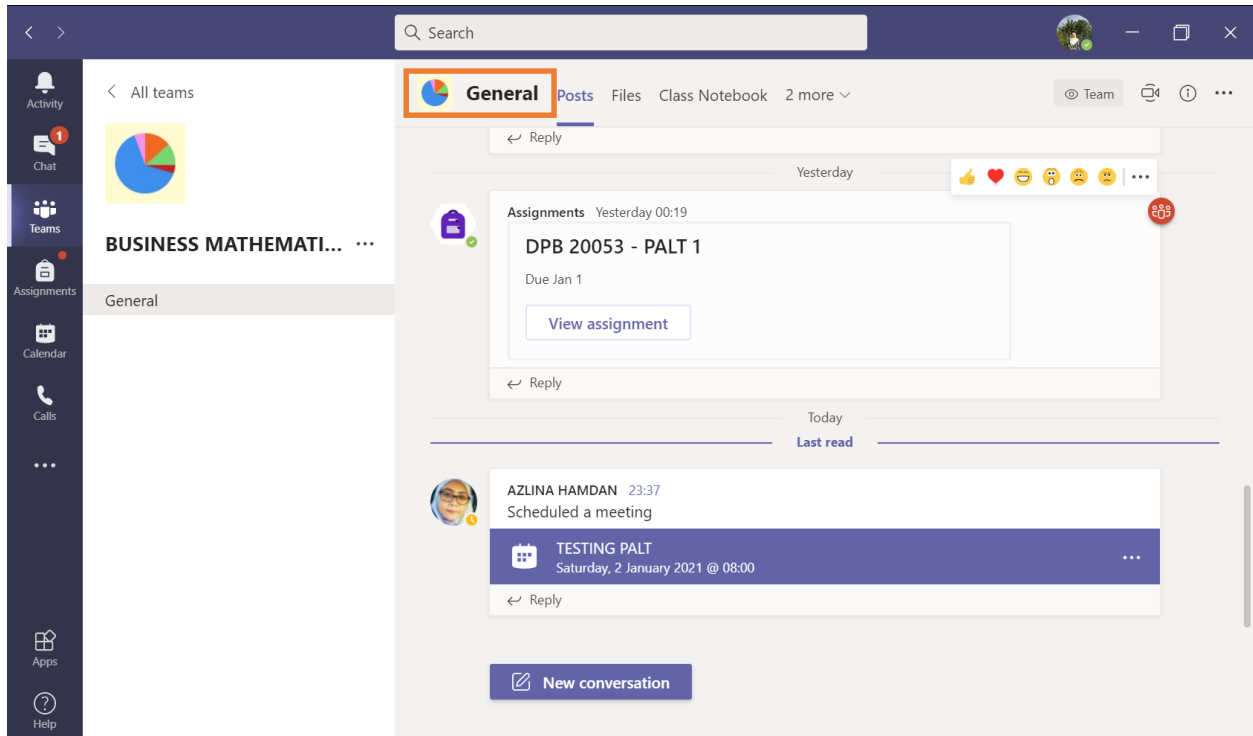 Search
Activity
1
Chat
Teams
Assignments
Calendar
Calls
Apps
Help
All teams
BUSINESS MATHEMATI... 
General
General Posts Files Class Notebook 2 more
Team
Reply
Yesterday
Assignments Yesterday 00:19
DPB 20053 - PALT 1
Due Jan 1
View assignment
Reply
Today
Last read
AZLINA HAMDAN 23:37
Scheduled a meeting
TESTING PALT
Saturday, 2 January 2021 @ 08:00
Reply
New conversation